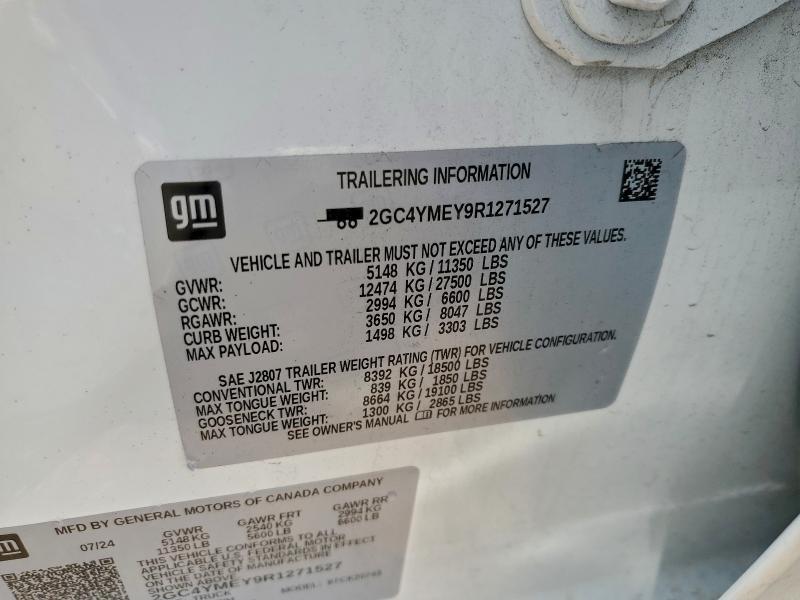 gm
TRAILERING INFORMATION
2GC4YMEY9R1271527
VEHICLE AND TRAILER MUST NOT EXCEED ANY OF THESE VALUES.
GVWR: 5148 KG / 11350 LBS
GCWR: 12474 KG / 27500 LBS
RGAWR: 2994 KG / 6600 LBS
CURB WEIGHT: 3650 KG / 8047 LBS
MAX PAYLOAD: 1498 KG / 3303 LBS
SAE J2807 TRAILER WEIGHT RATING (TWR) FOR VEHICLE CONFIGURATION.
CONVENTIONAL TWR: 8392 KG / 18500 LBS
MAX TONGUE WEIGHT: 839 KG / 1850 LBS
GOOSENECK TWR: 8664 KG / 19100 LBS
MAX TONGUE WEIGHT: 1300 KG / 2865 LBS
SEE OWNER'S MANUAL FOR MORE INFORMATION
MFD BY GENERAL MOTORS OF CANADA COMPANY
07/24 GVWR GAWR FRT GAWR RR
5148 KG 2540 KG 2994 KG
11350 LB 5600 LB 6600 LB
THIS VEHICLE CONFORMS TO ALL
APPLICABLE U.S. FEDERAL MOTOR
VEHICLE SAFETY STANDARDS IN EFFECT
ON THE DATE OF MANUFACTURE
SHOWN ABOVE.
2GC4YMEY9R1271527
TRUCK MODEL: